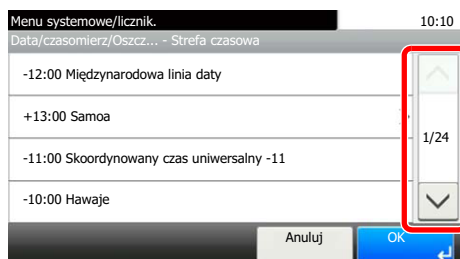 Menu systemowe/licznik. 10:10
Data/czasomierz/Oszcz... - Strefa czasowa
-12:00 Międzynarodowa linia daty
+13:00 Samoa
1/24
-11:00 Skoordynowany czas uniwersalny -11
-10:00 Hawaje
Anuluj OK